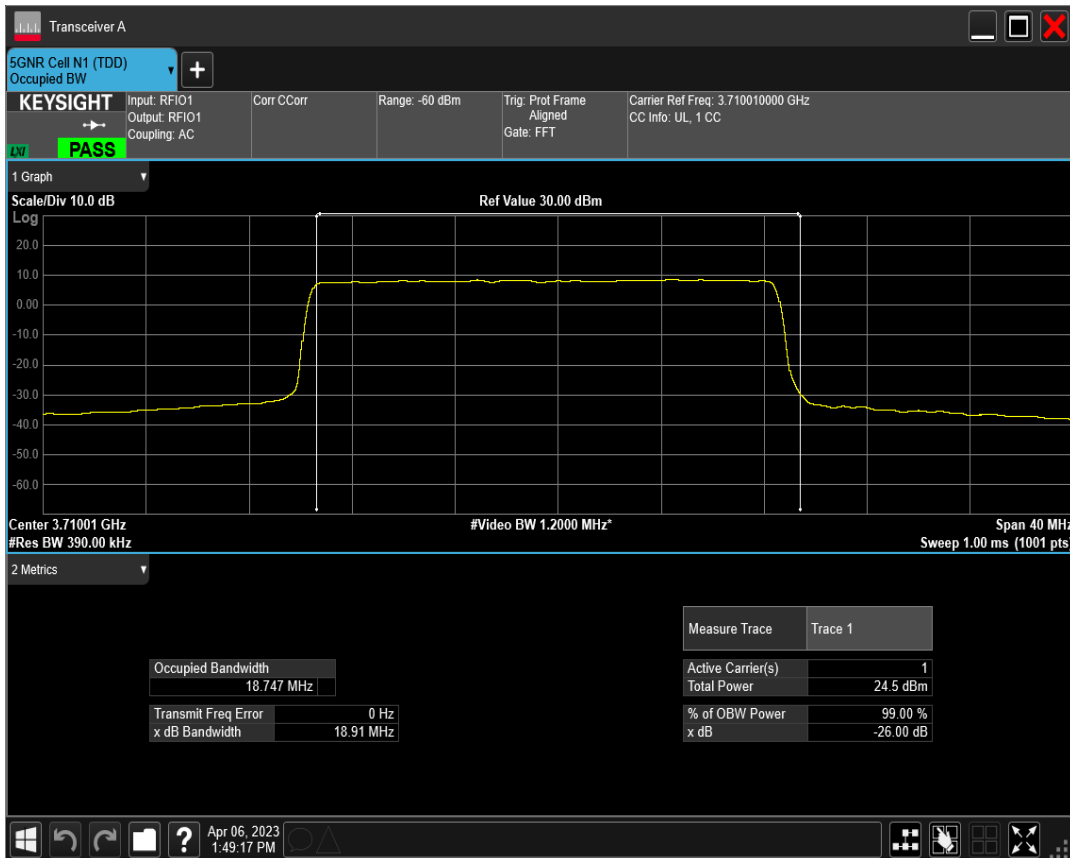 Transceiver A
5GNR Cell N1 (TDD)
Occupied BW
KEYSIGHT
LXI
PASS
Input: RFIO1
Output: RFIO1
Coupling: AC
Corr CCorr
Range: -60 dBm
Trig: Prot Frame
Aligned
Gate: FFT
Carrier Ref Freq: 3.710010000 GHz
CC Info: UL, 1 CC
1 Graph
Scale/Div 10.0 dB
Ref Value 30.00 dBm
Log
20.0
10.0
0.00
-10.0
-20.0
-30.0
-40.0
-50.0
-60.0
Center 3.71001 GHz
#Video BW 1.2000 MHz*
Span 40 MHz
#Res BW 390.00 kHz
Sweep 1.00 ms (1001 pts)
2 Metrics
Measure Trace Trace 1
Occupied Bandwidth
18.747 MHz
Active Carrier(s) 1
Total Power 24.5 dBm
Transmit Freq Error 0 Hz
x dB Bandwidth 18.91 MHz
% of OBW Power 99.00 %
x dB -26.00 dB
?
Apr 06, 2023
1:49:17 PM